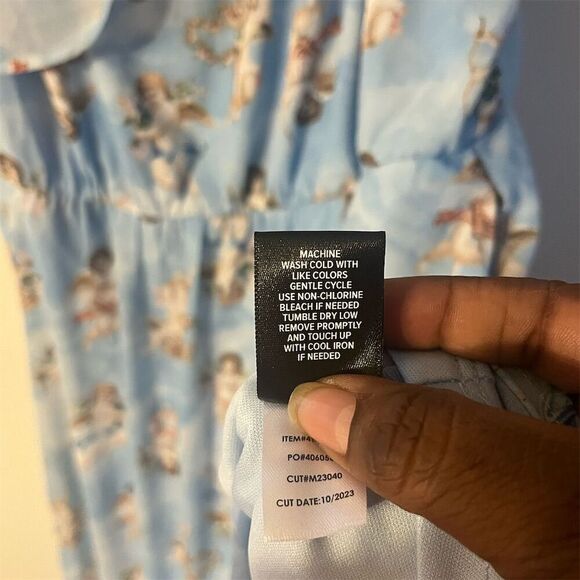 MACHINE
WASH COLD WITH
LIKE COLORS
GENTLE CYCLE
USE NON-CHLORINE
BLEACH IF NEEDED
TUMBLE DRY LOW
REMOVE PROMPTLY
AND TOUCH UP
WITH COOL IRON
IF NEEDED
ITEM#
CUT#M23040
CUT DATE:10/2023